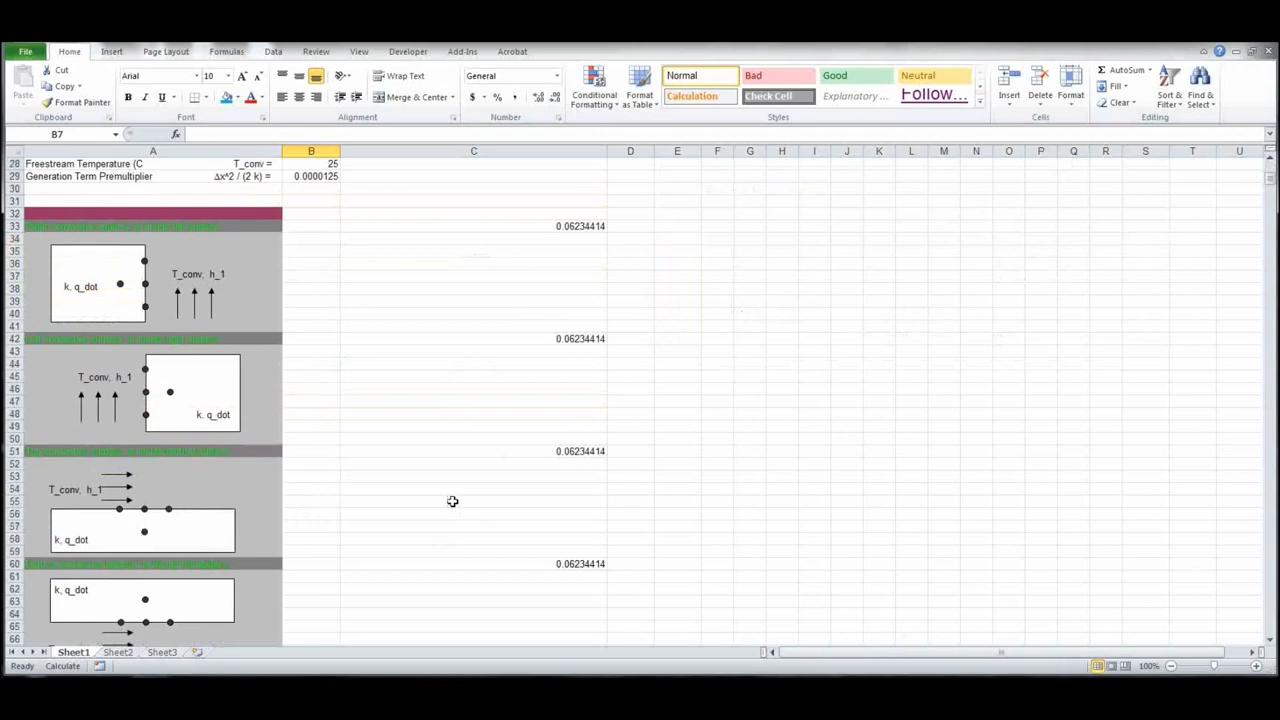 File Home Insert Page Layout Formulas Data Review View Developer Add-Ins Acrobat
Cut Arial 10 Wrap Text General Normal Bad Good Neutral AutoSum
Copy Fill
Paste Format Painter Merge & Center Conditional Formatting Format as Table Calculation Check Cell Explanatory ... Follow... Insert Delete Format Clear Sort & Filter Find & Select
Clipboard Font Alignment Number Styles Cells Editing
B7 fx
A B C D E F G H I J K L M N O P Q R S T U
28 Freestream Temperature (C T_conv = 25
29 Generation Term Premultiplier Δx^2 / (2 k) = 0.0000125
30
31
32
33 0.06234414
34
35
36
37 T_conv, h_1
38 k, q_dot
39
40
41
42 0.06234414
43
44
45 T_conv, h_1
46
47
48 k. q_dot
49
50
51 0.06234414
52
53
54 T_conv, h_1
55
56
57
58 k, q_dot
59
60 0.06234414
61
62 k, q_dot
63
64
65
66
Sheet1 Sheet2 Sheet3
Ready Calculate 100%